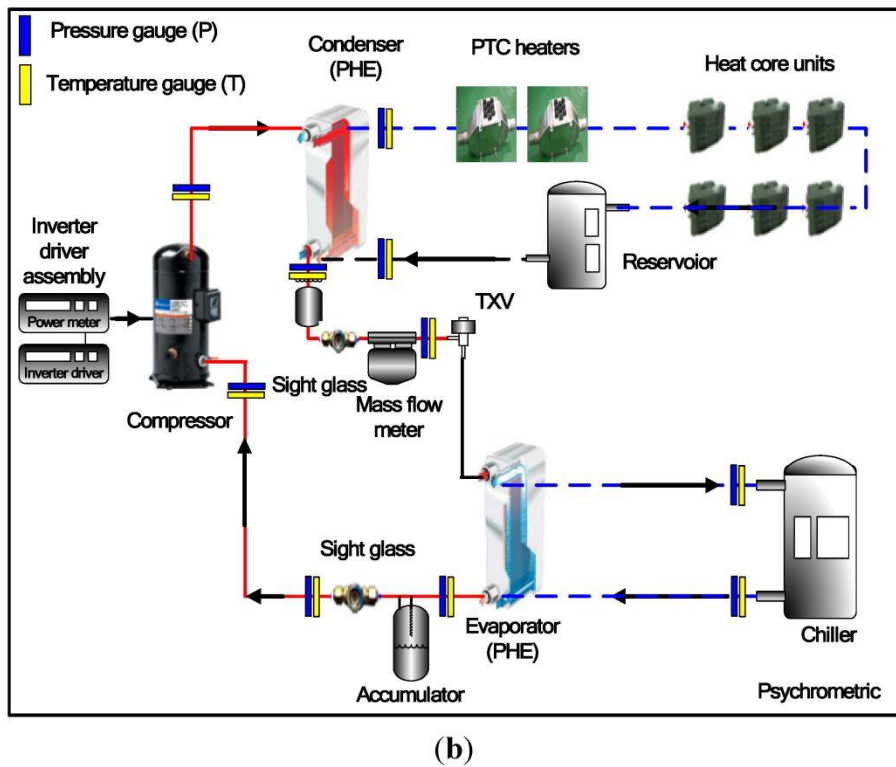 Pressure gauge (P)
Temperature gauge (T)
Condenser
(PHE)
PTC heaters
Heat core units
Inverter
driver
assembly
Power meter
Inverter driver
Compressor
Reservoior
TXV
Sight glass
Mass flow
meter
Sight glass
Accumulator
Evaporator
(PHE)
Chiller
Psychrometric
(b)